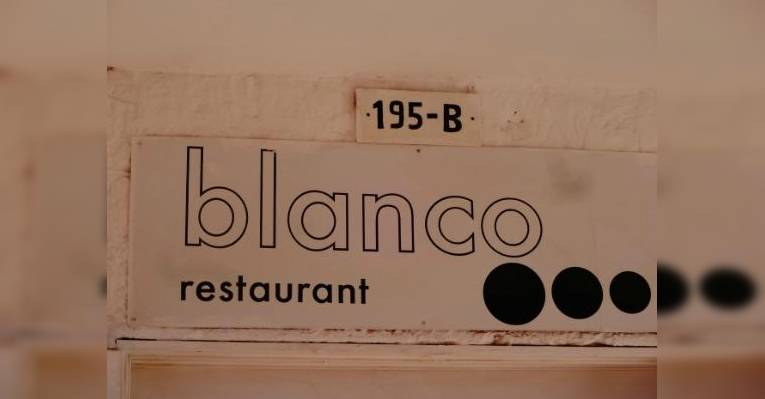 ·195-B·
blanco
restaurant